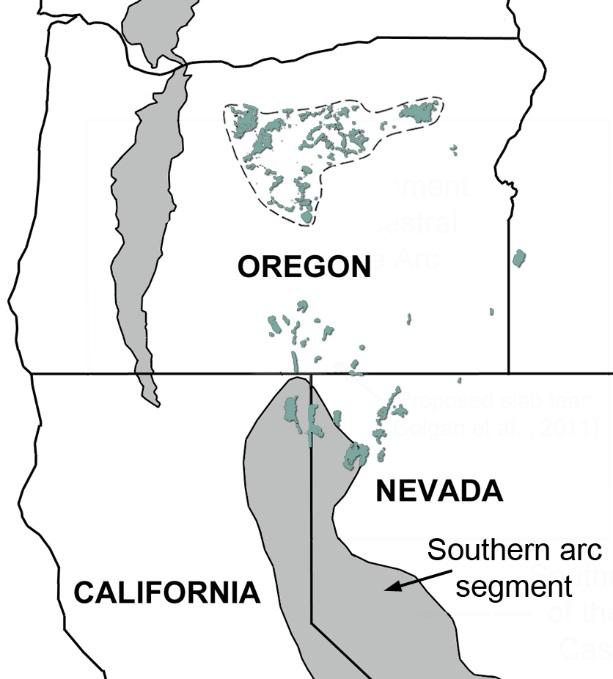 OREGON
NEVADA
Southern arc
segment
CALIFORNIA